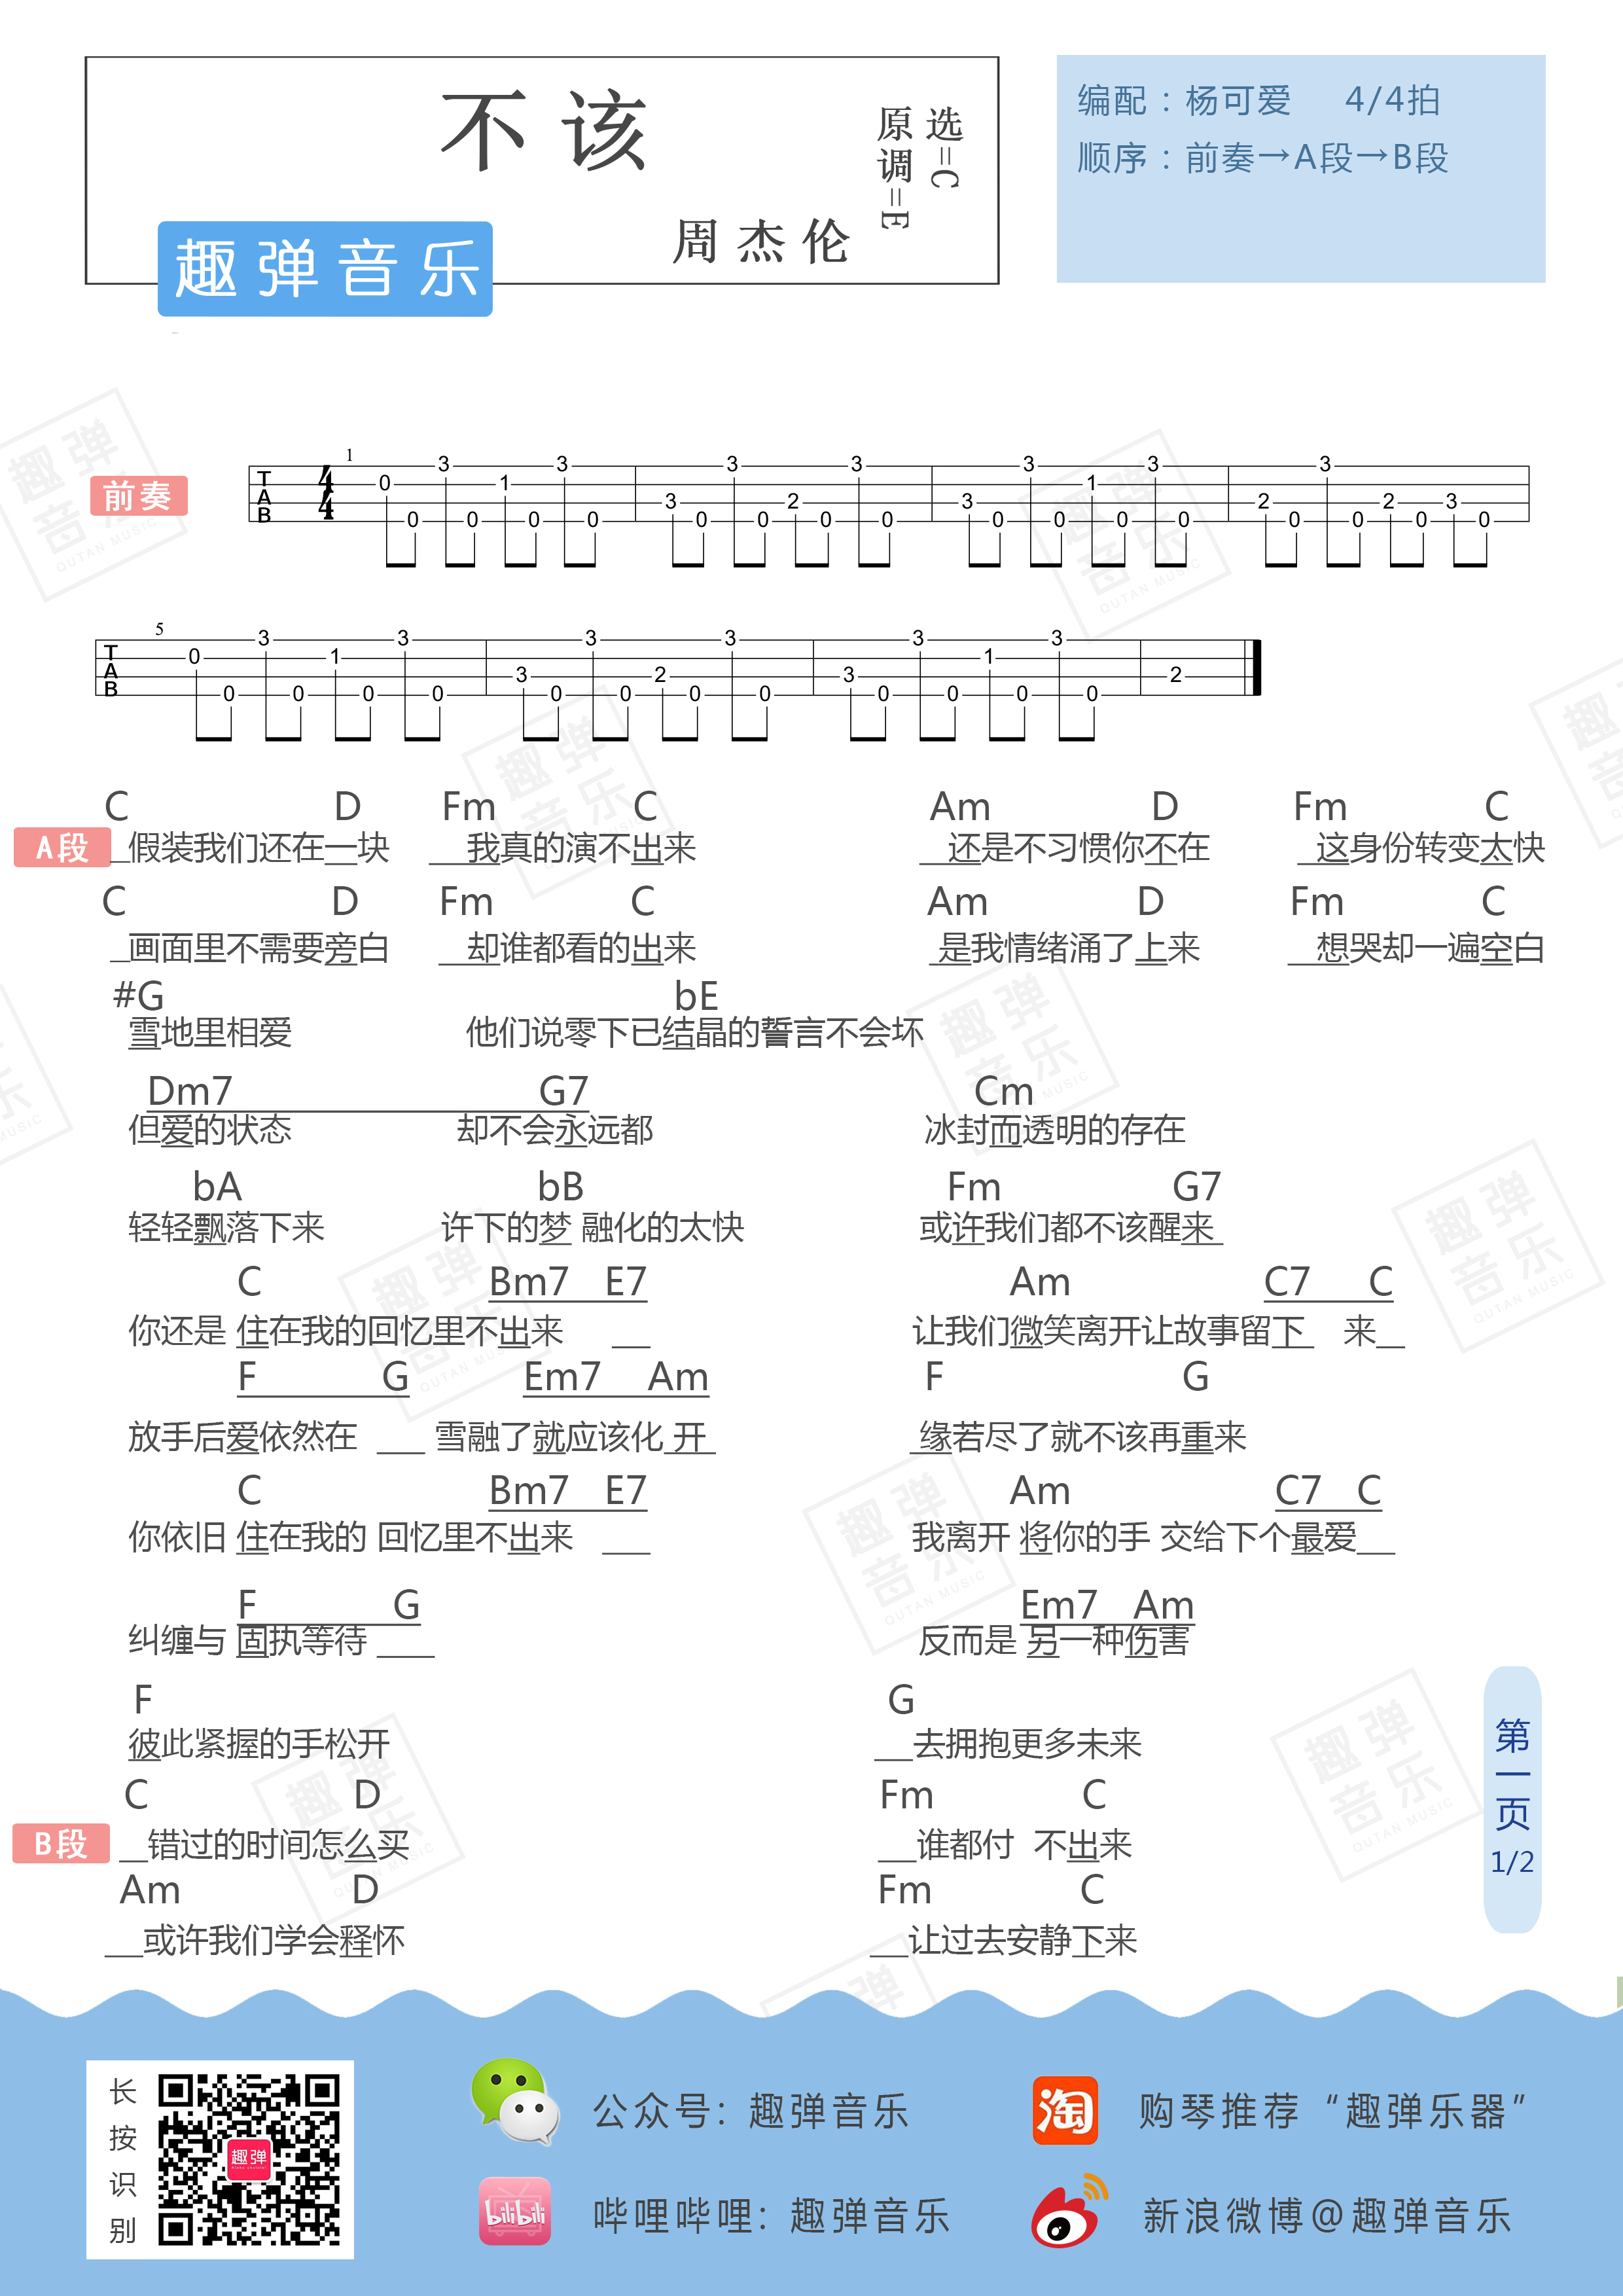 不该
原调=E
选=C
周杰伦
趣弹音乐
编配：杨可爱 4/4拍
顺序：前奏→A段→B段
前奏
1
T A B 4/4 0 0 3 0 1 0 3 0 3 0 3 0 2 0 3 0 3 0 3 0 1 0 3 0 2 0 3 0 2 0 3 0
5
T A B 0 0 3 0 1 0 3 0 3 0 3 0 2 0 3 0 3 0 3 0 1 0 3 0 2
C D Fm C Am D Fm C
A段 _假装我们还在一块 __我真的演不出来 __还是不习惯你不在 __这身份转变太快
C D Fm C Am D Fm C
_画面里不需要旁白 __却谁都看的出来 是我情绪涌了上来 __想哭却一遍空白
#G bE
雪地里相爱 他们说零下已结晶的誓言不会坏
Dm7 G7 Cm
但爱的状态 却不会永远都 冰封而透明的存在
bA bB Fm G7
轻轻飘落下来 许下的梦 融化的太快 或许我们都不该醒来
C Bm7 E7 Am C7 C
你还是 住在我的回忆里不出来 __ 让我们微笑离开让故事留下 来__
F G Em7 Am F G
放手后爱依然在 __ 雪融了就应该化 开 缘若尽了就不该再重来
C Bm7 E7 Am C7 C
你依旧 住在我的 回忆里不出来 __ 我离开 将你的手 交给下个最爱__
F G Em7 Am
纠缠与 固执等待 __ 反而是 另一种伤害
F G
彼此紧握的手松开 __去拥抱更多未来
C D Fm C
B段 __错过的时间怎么买 __谁都付 不出来
Am D Fm C
__或许我们学会释怀 __让过去安静下来
第一页
1/2
长按识别
趣弹
公众号：趣弹音乐
淘 购琴推荐“趣弹乐器”
bilibili 哔哩哔哩：趣弹音乐
新浪微博@趣弹音乐
趣弹音乐
QUTAN MUSIC